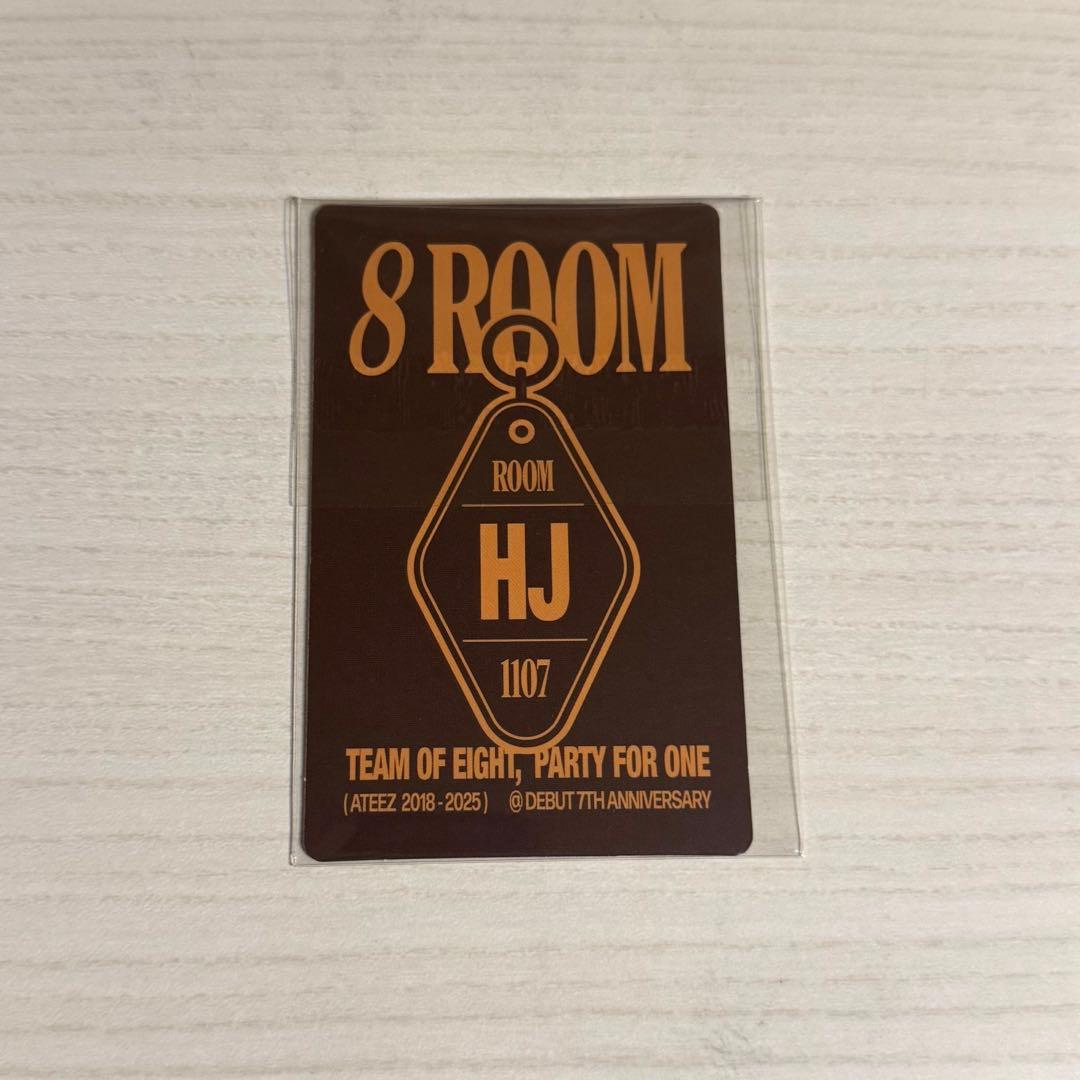 8 ROOM
ROOM
HJ
1107
TEAM OF EIGHT, PARTY FOR ONE
(ATEEZ 2018-2025) @ DEBUT 7TH ANNIVERSARY